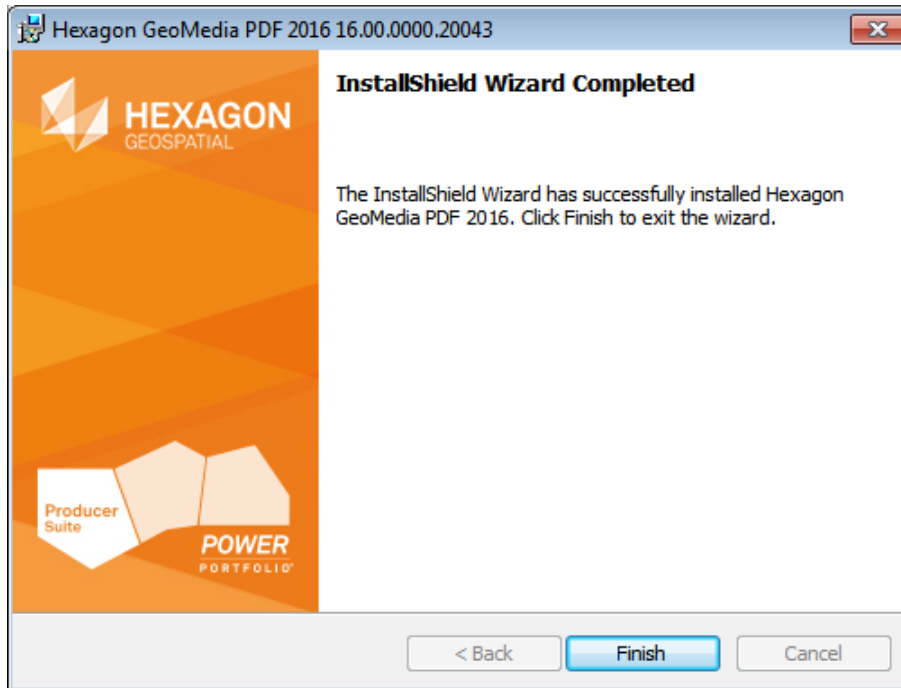 Hexagon GeoMedia PDF 2016 16.00.0000.20043
HEXAGON
GEOSPATIAL
InstallShield Wizard Completed
The InstallShield Wizard has successfully installed Hexagon
GeoMedia PDF 2016. Click Finish to exit the wizard.
Producer
Suite
POWER
PORTFOLIO
< Back
Finish
Cancel